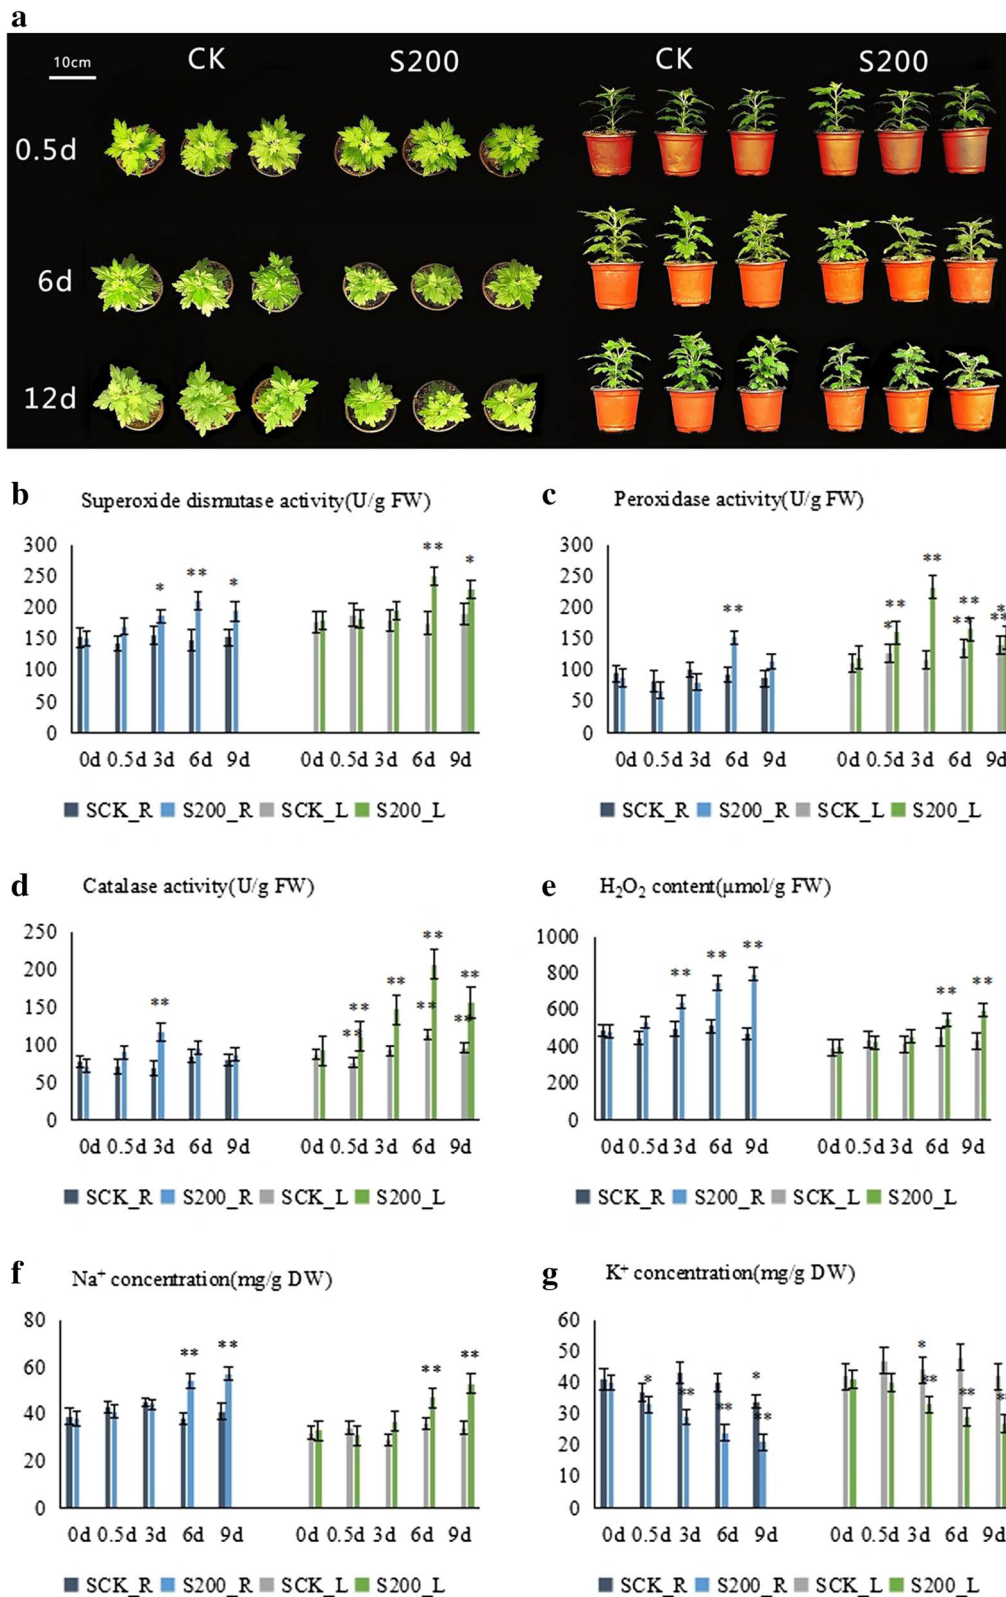 a
CK S200 CK S200
10cm
0.5d
6d
12d
b Superoxide dismutase activity(U/g FW)
300
250
200
150
100
50
0
* ** * ** *
0d 0.5d 3d 6d 9d 0d 0.5d 3d 6d 9d
SCK_R S200_R SCK_L S200_L
c Peroxidase activity(U/g FW)
300
250
200
150
100
50
0
** * ** ** ** ** ** *
0d 0.5d 3d 6d 9d 0d 0.5d 3d 6d 9d
SCK_R S200_R SCK_L S200_L
d Catalase activity(U/g FW)
250
200
150
100
50
0
** ** ** ** ** ** ** **
0d 0.5d 3d 6d 9d 0d 0.5d 3d 6d 9d
SCK_R S200_R SCK_L S200_L
e H₂O₂ content(μmol/g FW)
1000
800
600
400
200
0
** ** ** ** **
0d 0.5d 3d 6d 9d 0d 0.5d 3d 6d 9d
SCK_R S200_R SCK_L S200_L
f Na⁺ concentration(mg/g DW)
80
60
40
20
0
** ** ** **
0d 0.5d 3d 6d 9d 0d 0.5d 3d 6d 9d
SCK_R S200_R SCK_L S200_L
g K⁺ concentration(mg/g DW)
60
50
40
30
20
10
0
* ** ** * ** * ** ** **
0d 0.5d 3d 6d 9d 0d 0.5d 3d 6d 9d
SCK_R S200_R SCK_L S200_L